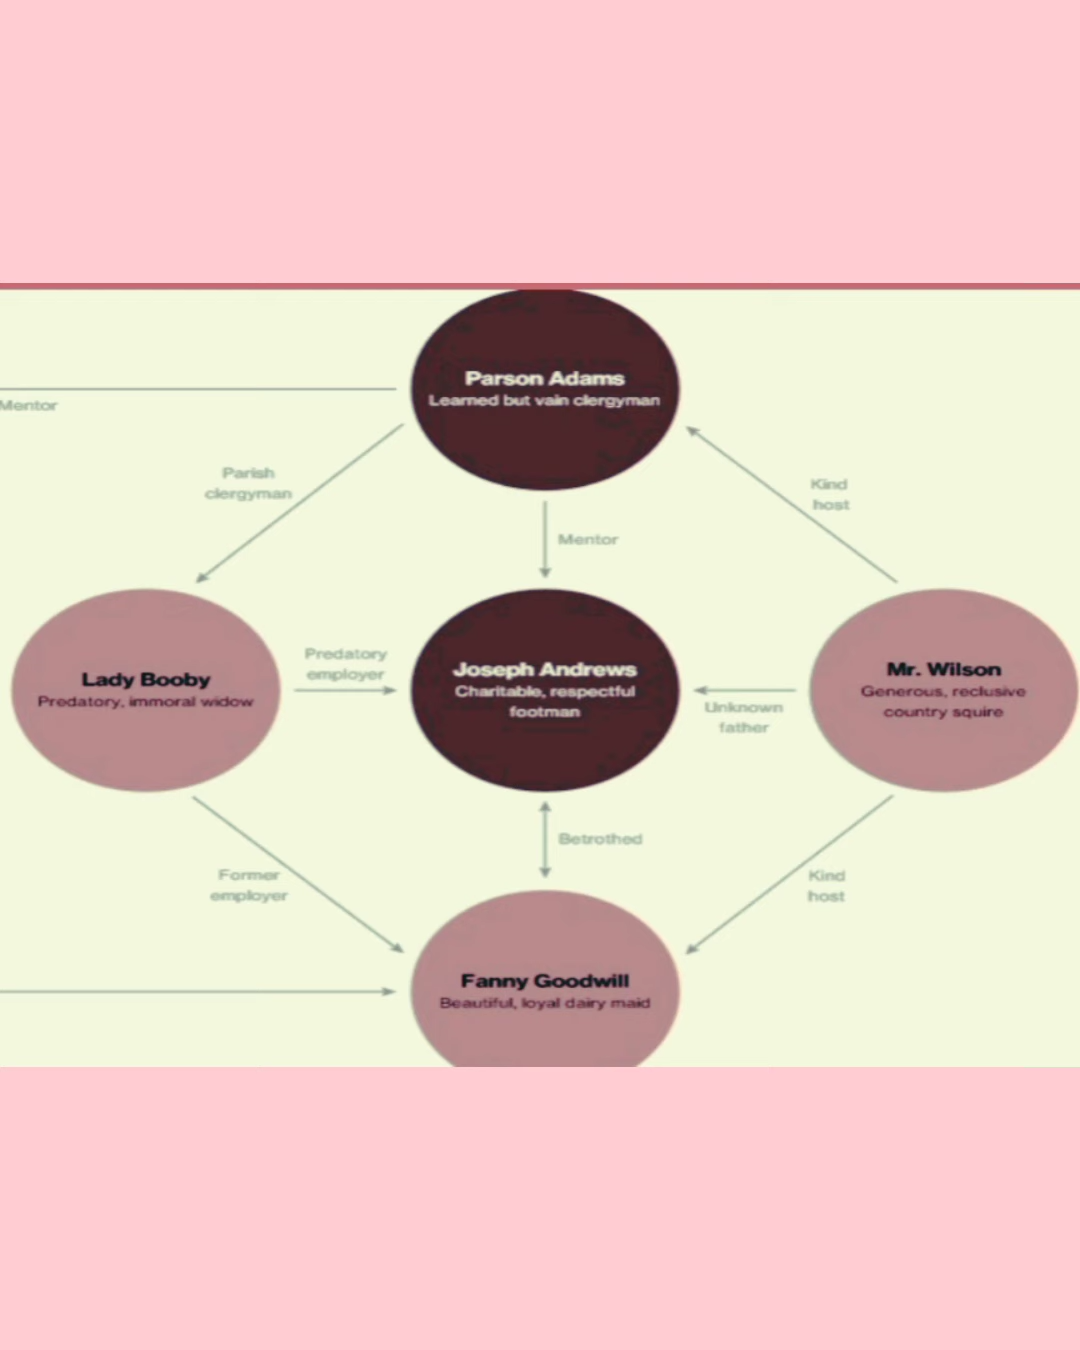 Parson Adams
Learned but vain clergyman
Mentor
Parish
clergyman
Kind
host
Mentor
Lady Booby
Predatory, immoral widow
Predatory
employer
Joseph Andrews
Charitable, respectful
footman
Unknown
father
Mr. Wilson
Generous, reclusive
country squire
Betrothed
Former
employer
Kind
host
Fanny Goodwill
Beautiful, loyal dairy maid